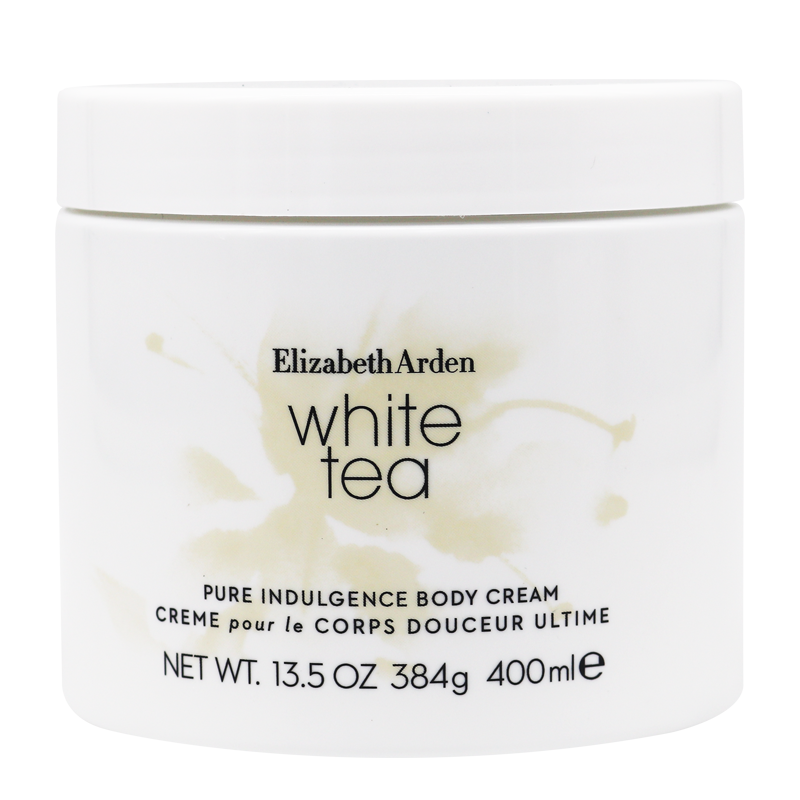 Elizabeth Arden
white
tea
PURE INDULGENCE BODY CREAM
CREME pour le CORPS DOUCEUR ULTIME
NET WT. 13.5 OZ 384g 400ml℮